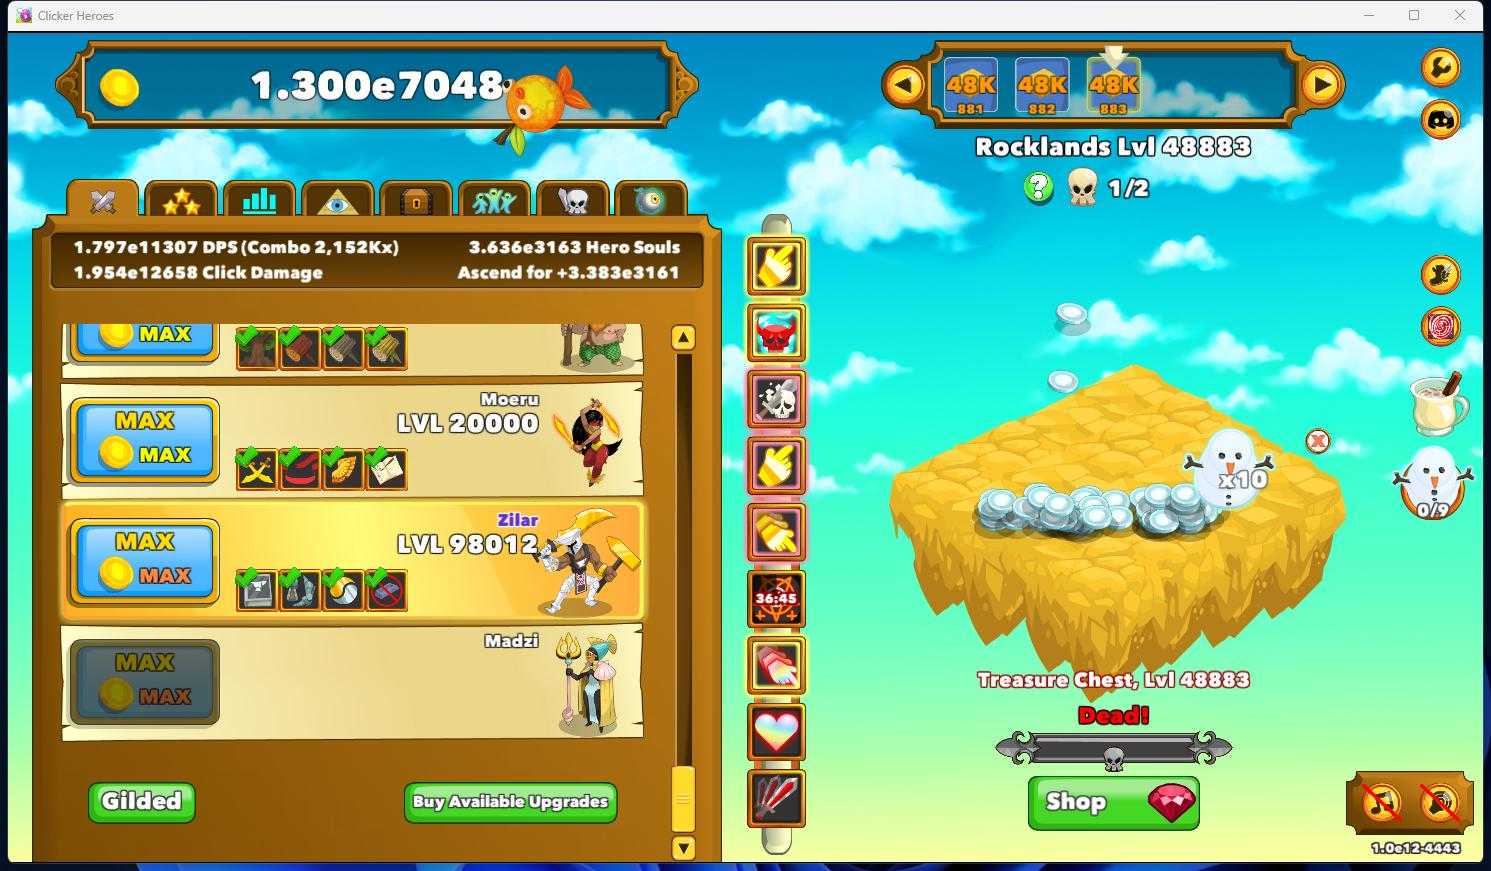 Clicker Heroes
1.300e7048
48K
881
48K
882
48K
883
Rocklands Lvl 48883
?
1/2
1.797e11307 DPS (Combo 2,152Kx)
3.636e3163 Hero Souls
1.954e12658 Click Damage
Ascend for +3.383e3161
MAX
Moeru
LVL 20000
MAX
MAX
Zilar
LVL 98012
MAX
MAX
Madzi
MAX
MAX
Gilded
Buy Available Upgrades
36:45
x10
X
0/9
Treasure Chest, Lvl 48883
Dead!
Shop
1.0e12-4443